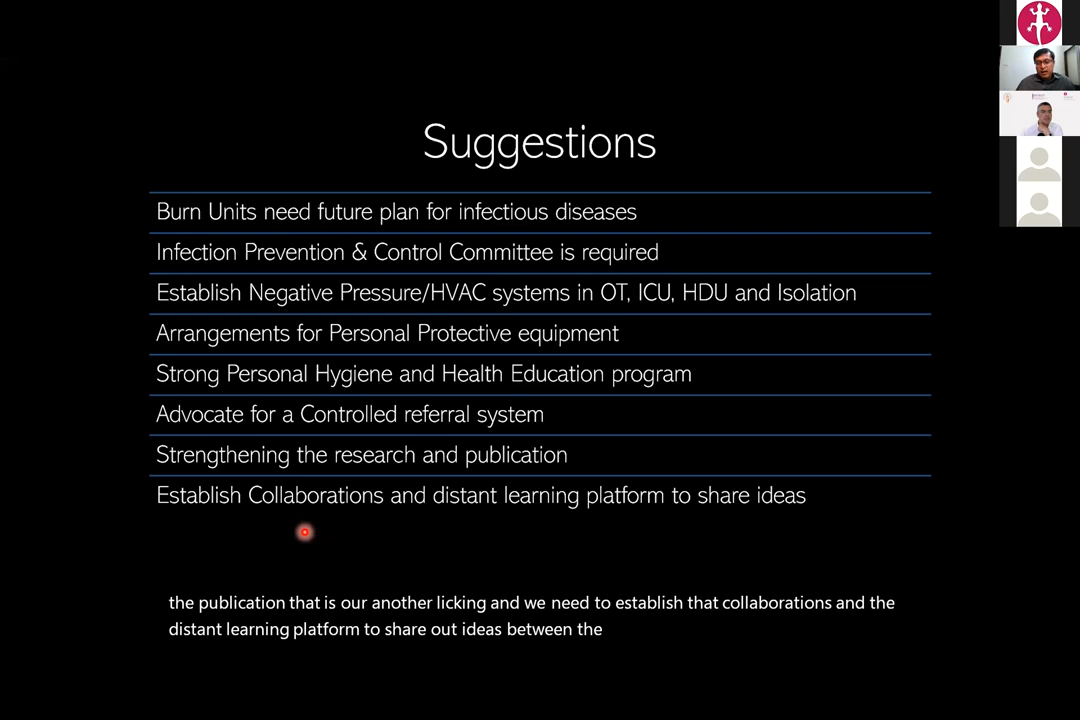 Suggestions
Burn Units need future plan for infectious diseases
Infection Prevention & Control Committee is required
Establish Negative Pressure/HVAC systems in OT, ICU, HDU and Isolation
Arrangements for Personal Protective equipment
Strong Personal Hygiene and Health Education program
Advocate for a Controlled referral system
Strengthening the research and publication
Establish Collaborations and distant learning platform to share ideas
the publication that is our another licking and we need to establish that collaborations and the
distant learning platform to share out ideas between the